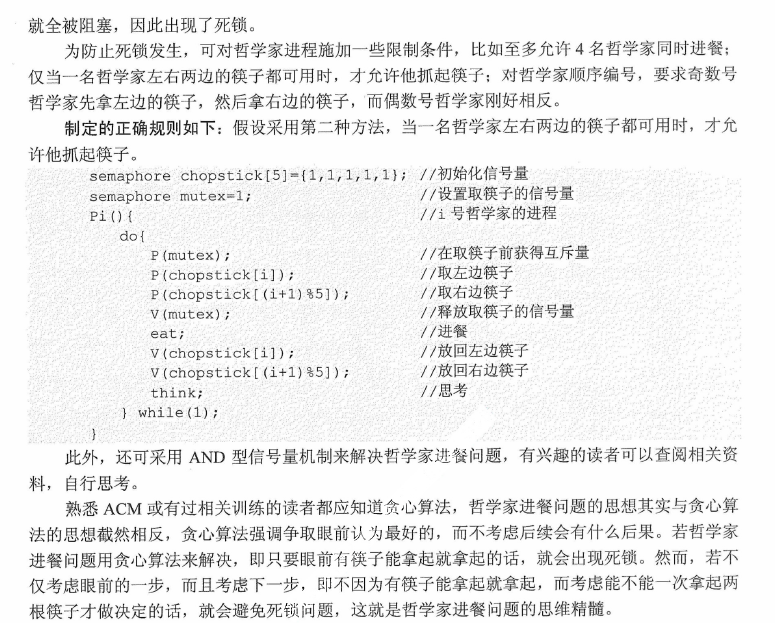 就全被阻塞，因此出现了死锁。
为防止死锁发生，可对哲学家进程施加一些限制条件，比如至多允许 4 名哲学家同时进餐；
仅当一名哲学家左右两边的筷子都可用时，才允许他抓起筷子；对哲学家顺序编号，要求奇数号
哲学家先拿左边的筷子，然后拿右边的筷子，而偶数号哲学家刚好相反。
制定的正确规则如下：假设采用第二种方法，当一名哲学家左右两边的筷子都可用时，才允
许他抓起筷子。
semaphore chopstick[5]={1,1,1,1,1}; //初始化信号量
semaphore mutex=1; //设置取筷子的信号量
Pi(){ //i 号哲学家的进程
do{
P(mutex); //在取筷子前获得互斥量
P(chopstick[i]); //取左边筷子
P(chopstick[(i+1)%5]); //取右边筷子
V(mutex); //释放取筷子的信号量
eat; //进餐
V(chopstick[i]); //放回左边筷子
V(chopstick[(i+1)%5]); //放回右边筷子
think; //思考
} while(1);
}
此外，还可采用 AND 型信号量机制来解决哲学家进餐问题，有兴趣的读者可以查阅相关资
料，自行思考。
熟悉 ACM 或有过相关训练的读者都应知道贪心算法，哲学家进餐问题的思想其实与贪心算
法的思想截然相反，贪心算法强调争取眼前认为最好的，而不考虑后续会有什么后果。若哲学家
进餐问题用贪心算法来解决，即只要眼前有筷子能拿起就拿起的话，就会出现死锁。然而，若不
仅考虑眼前的一步，而且考虑下一步，即不因为有筷子能拿起就拿起，而考虑能不能一次拿起两
根筷子才做决定的话，就会避免死锁问题，这就是哲学家进餐问题的思维精髓。